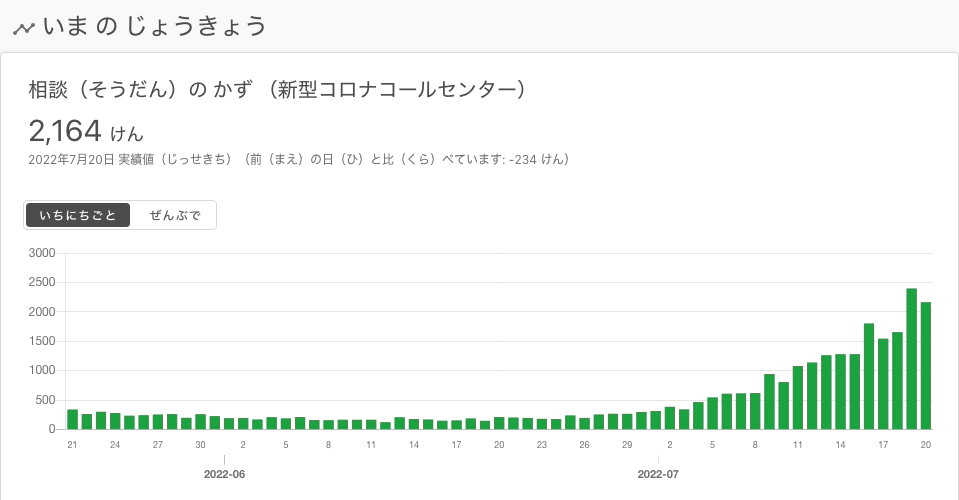 いま の じょうきょう
相談（そうだん）の かず （新型コロナコールセンター）
2,164 けん
2022年7月20日 実績値（じっせきち）（前（まえ）の日（ひ）と比（くら）べています: -234 けん）
いちにちごと ぜんぶで
3000
2500
2000
1500
1000
500
0
21 24 27 30 2 5 8 11 14 17 20 23 26 29 2 5 8 11 14 17 20
2022-06 2022-07